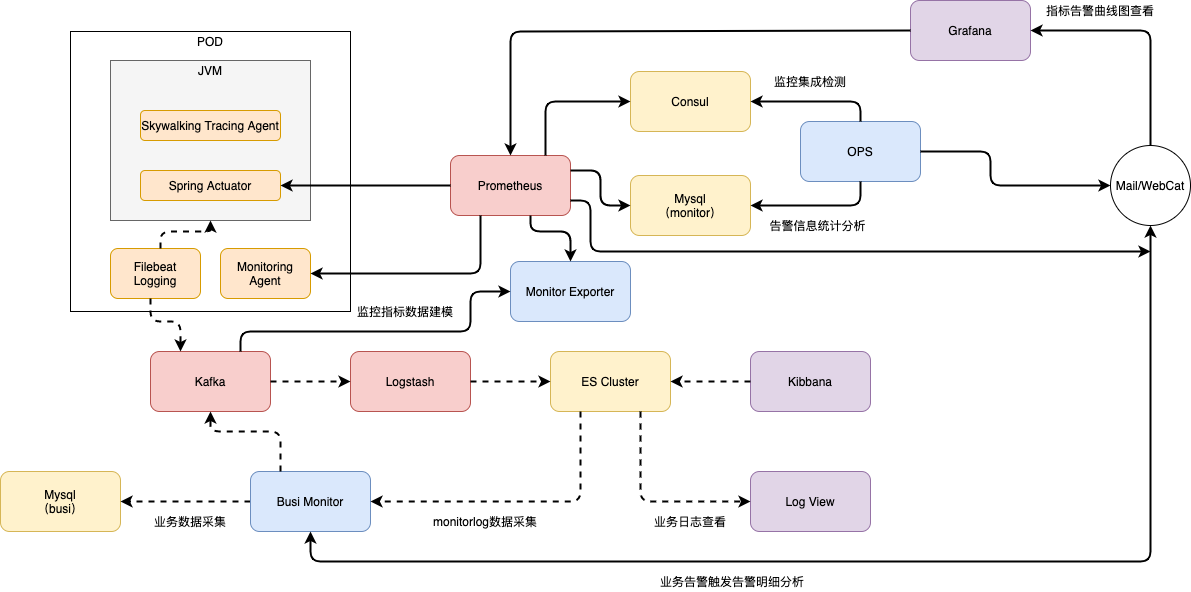 指标告警曲线图查看
Grafana
POD
JVM
Skywalking Tracing Agent
Spring Actuator
Filebeat
Logging
Monitoring
Agent
Prometheus
Consul
监控集成检测
OPS
Mysql
（monitor）
告警信息统计分析
Mail/WebCat
Monitor Exporter
监控指标数据建模
Kafka
Logstash
ES Cluster
Kibbana
Mysql
（busi）
业务数据采集
Busi Monitor
monitorlog数据采集
业务日志查看
Log View
业务告警触发告警明细分析